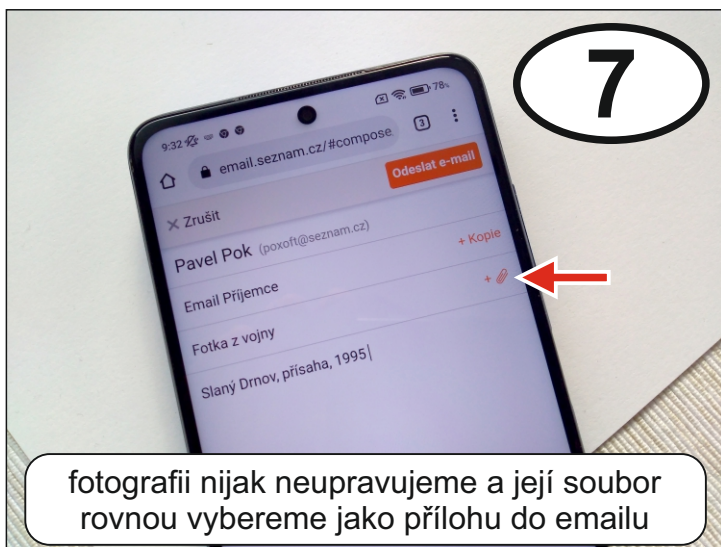 7
9:32
78%
email.seznam.cz/#compose
3
Zrušit
Odeslat e-mail
Pavel Pok (poxoft@seznam.cz)
+ Kopie
Email Příjemce
+
Fotka z vojny
Slaný Drnov, přísaha, 1995
fotografii nijak neupravujeme a její soubor
rovnou vybereme jako přílohu do emailu